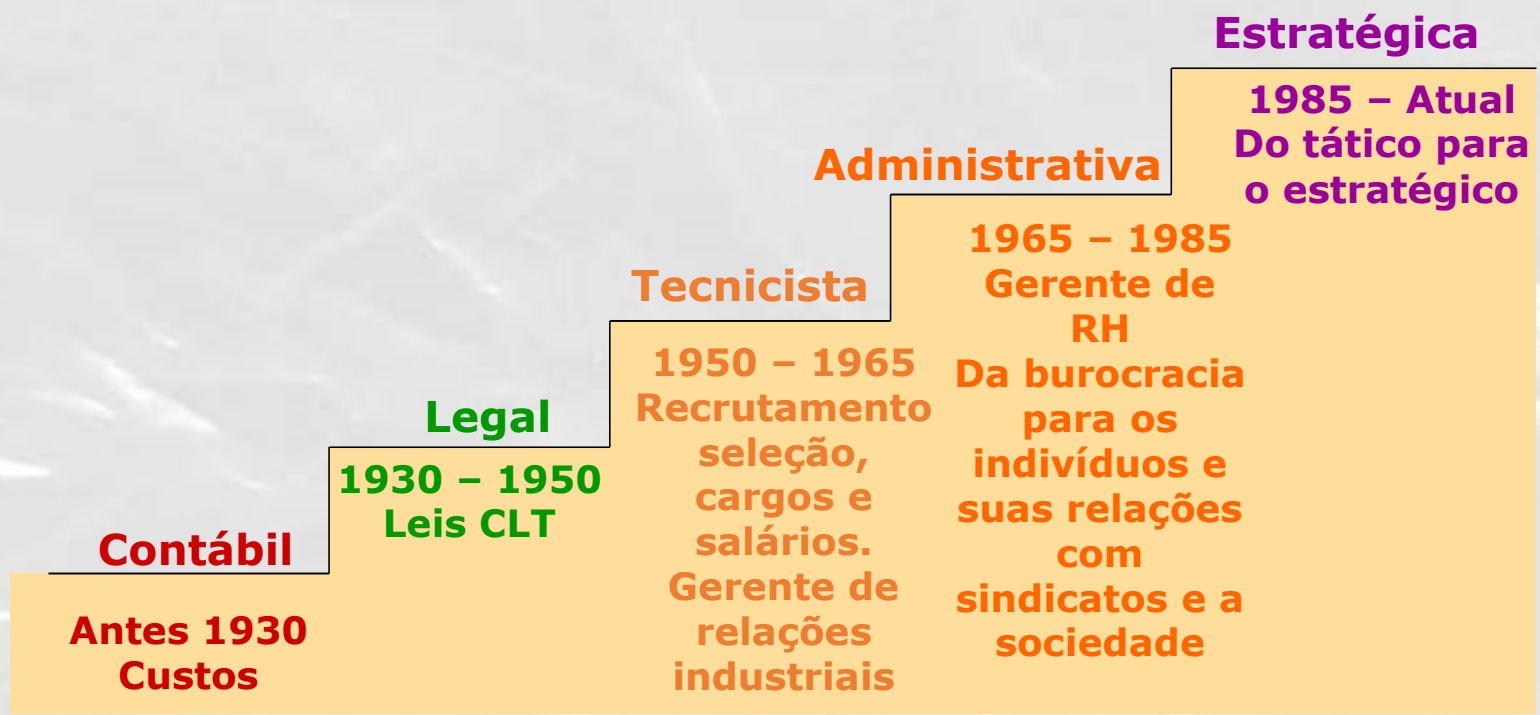 Contábil
Antes 1930
Custos
Legal
1930 – 1950
Leis CLT
Tecnicista
1950 – 1965
Recrutamento
seleção,
cargos e
salários.
Gerente de
relações
industriais
Administrativa
1965 – 1985
Gerente de
RH
Da burocracia
para os
indivíduos e
suas relações
com
sindicatos e a
sociedade
Estratégica
1985 – Atual
Do tático para
o estratégico